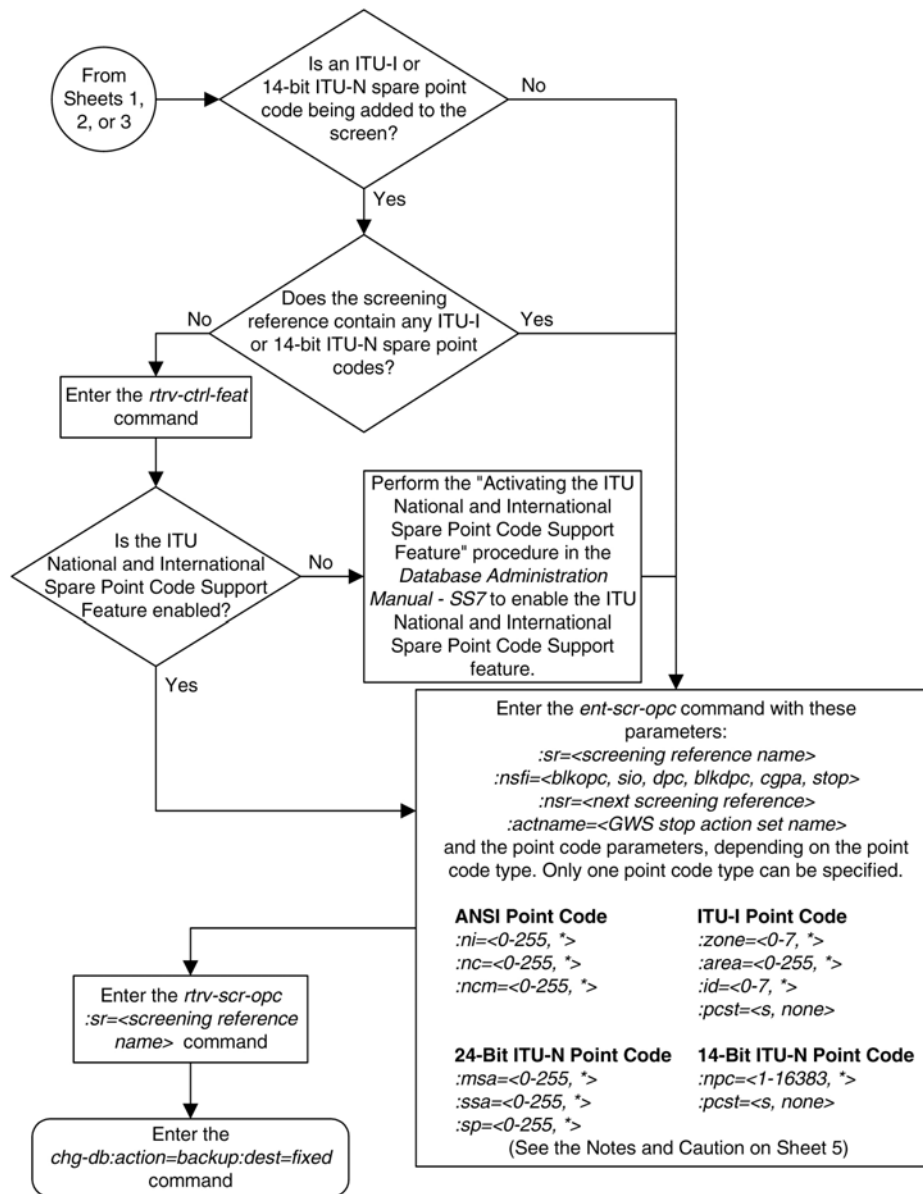 From
Sheets 1,
2, or 3
Is an ITU-I or
14-bit ITU-N spare point
code being added to the
screen?
No
Yes
Does the screening
reference contain any ITU-I
or 14-bit ITU-N spare point
codes?
No
Yes
Enter the rtrv-ctrl-feat
command
Is the ITU
National and International
Spare Point Code Support
Feature enabled?
No
Yes
Perform the "Activating the ITU
National and International
Spare Point Code Support
Feature" procedure in the
Database Administration
Manual - SS7 to enable the ITU
National and International
Spare Point Code Support
feature.
Enter the ent-scr-opc command with these
parameters:
:sr=<screening reference name>
:nsfi=<blkopc, sio, dpc, blkdpc, cgpa, stop>
:nsr=<next screening reference>
:actname=<GWS stop action set name>
and the point code parameters, depending on the point
code type. Only one point code type can be specified.
ANSI Point Code
:ni=<0-255, *>
:nc=<0-255, *>
:ncm=<0-255, *>
ITU-I Point Code
:zone=<0-7, *>
:area=<0-255, *>
:id=<0-7, *>
:pcst=<s, none>
24-Bit ITU-N Point Code
:msa=<0-255, *>
:ssa=<0-255, *>
:sp=<0-255, *>
14-Bit ITU-N Point Code
:npc=<1-16383, *>
:pcst=<s, none>
(See the Notes and Caution on Sheet 5)
Enter the rtrv-scr-opc
:sr=<screening reference
name> command
Enter the
chg-db:action=backup:dest=fixed
command